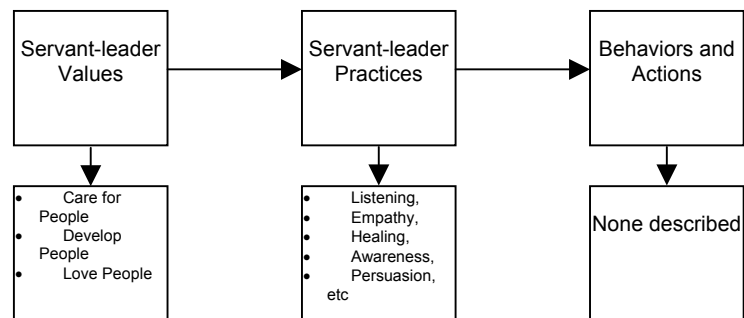 Servant-leader
Values
Servant-leader
Practices
Behaviors and
Actions
• Care for
People
• Develop
People
• Love People
• Listening,
• Empathy,
• Healing,
• Awareness,
• Persuasion,
etc
None described